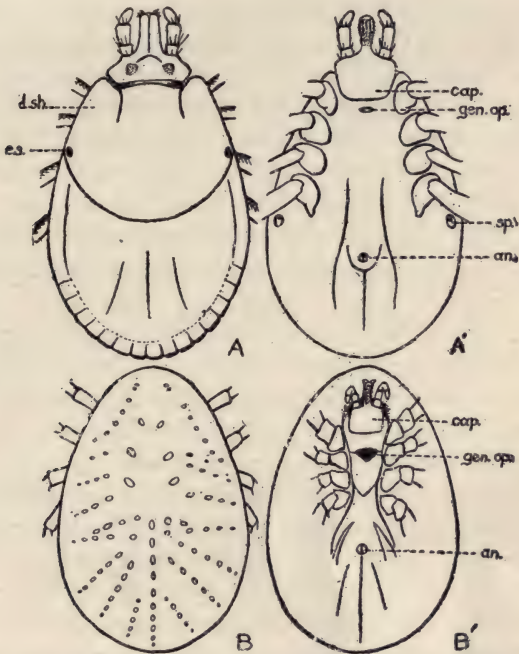 d.sh.
e.s.
cap.
gen.op.
sp.
an.
A
A'
cap.
gen.op.
an.
B
B'